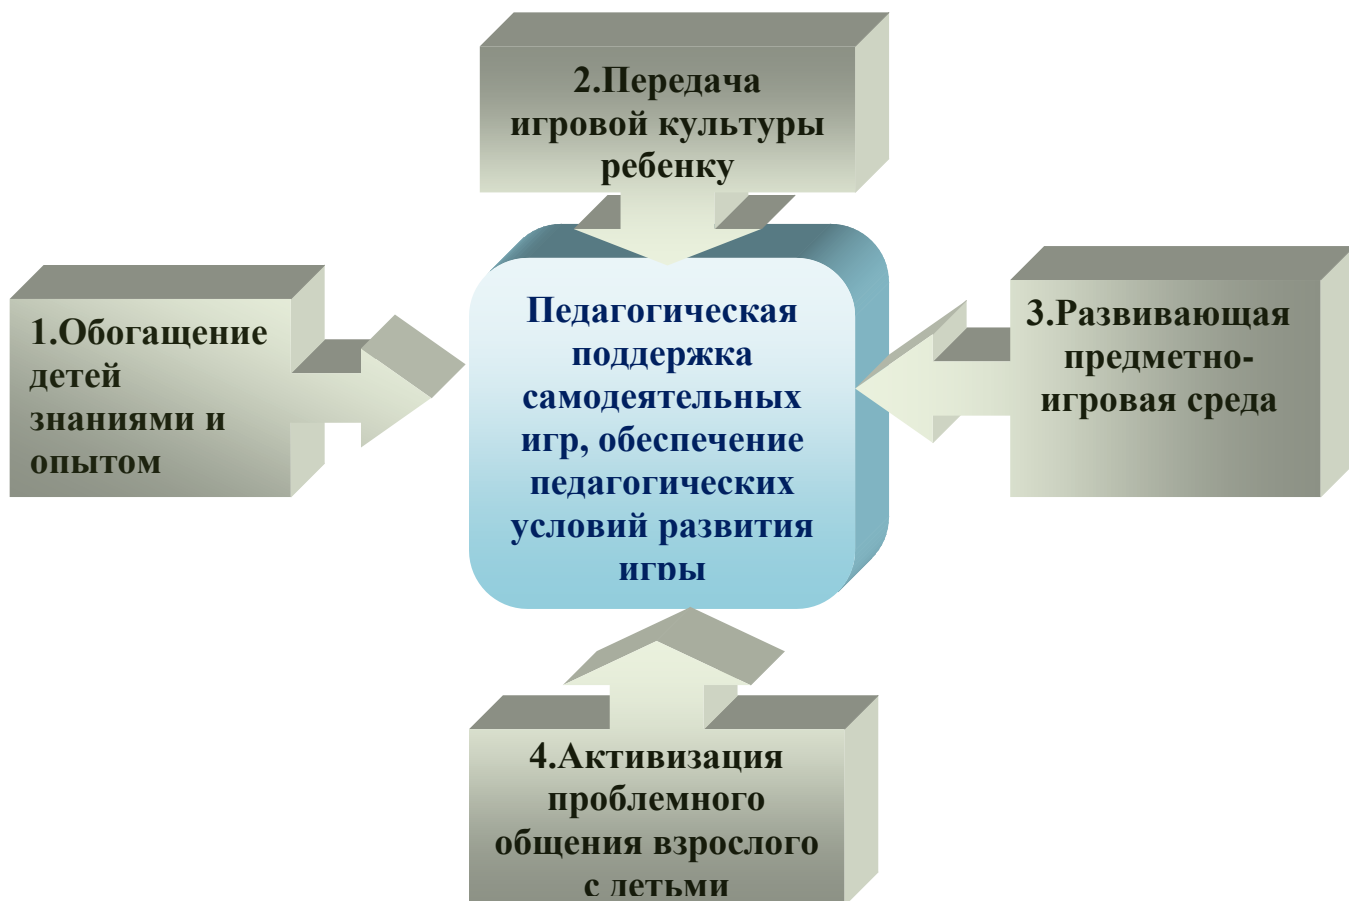 2.Передача
игровой культуры
ребенку
1.Обогащение
детей
знаниями и
опытом
Педагогическая
поддержка
самодеятельных
игр, обеспечение
педагогических
условий развития
игры
3.Развивающая
предметно-
игровая среда
4.Активизация
проблемного
общения взрослого
с детьми